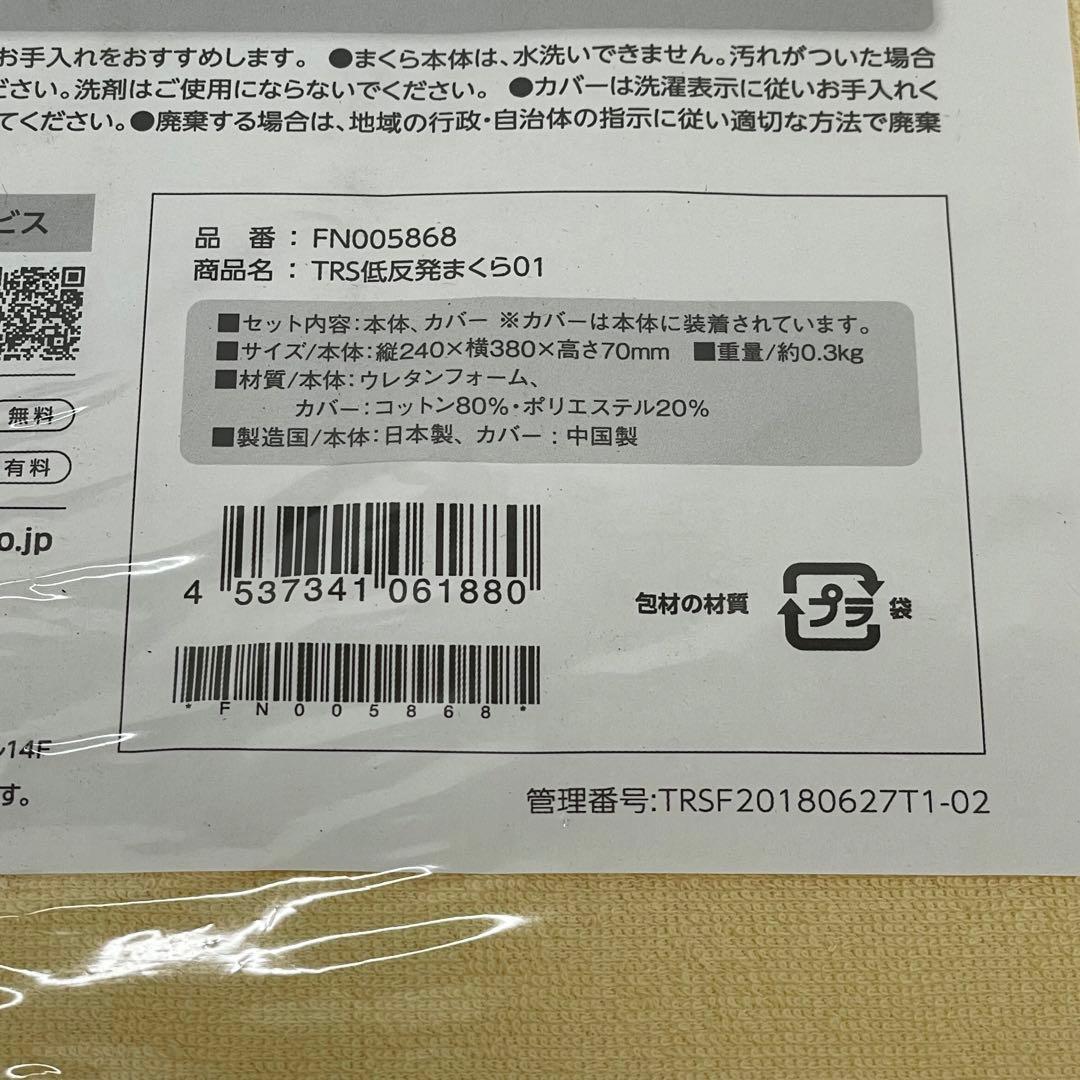 お手入れをおすすめします。 ●まくら本体は、水洗いできません。汚れがついた場合
ださい。洗剤はご使用にならないでください。 ●カバーは洗濯表示に従いお手入れく
てください。●廃棄する場合は、地域の行政・自治体の指示に従い適切な方法で廃棄
ビス
無料
有料
o.jp
14F
す。
品 番 : FN005868
商品名 : TRS低反発まくら01
■セット内容:本体、カバー ※カバーは本体に装着されています。
■サイズ/本体:縦240×横380×高さ70mm ■重量/約0.3kg
■材質/本体:ウレタンフォーム、
カバー:コットン80%・ポリエステル20%
■製造国/本体:日本製、カバー:中国製
4 537341 061880
*FN005868*
包材の材質 プラ 袋
管理番号:TRSF20180627T1-02